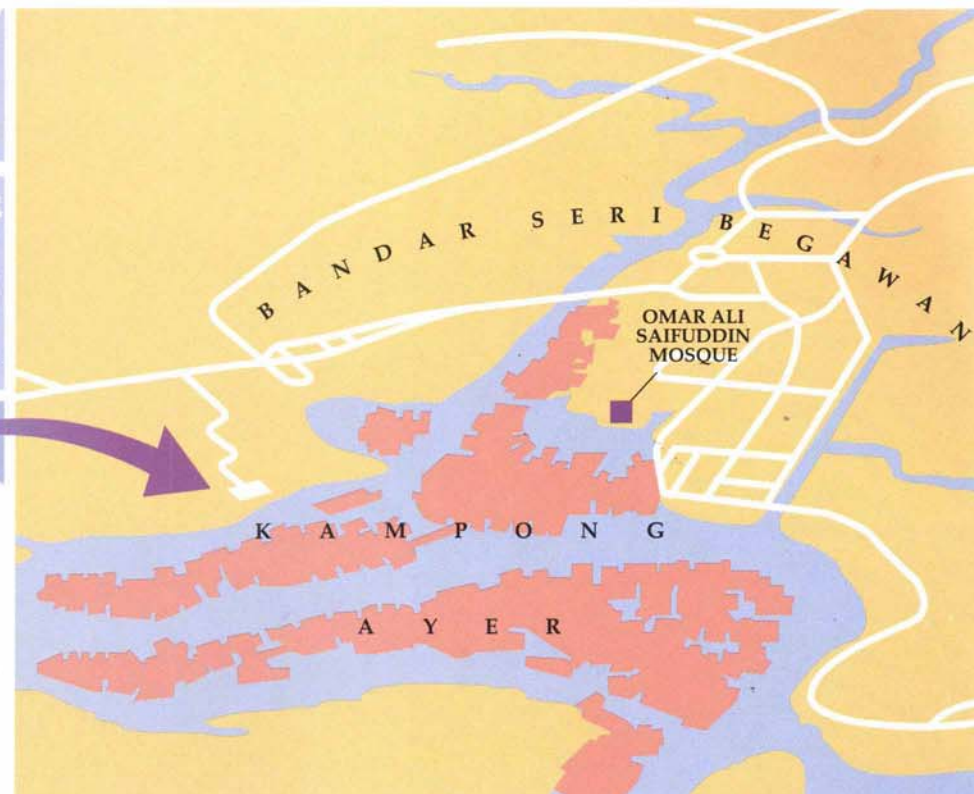 BANDAR SERI BEGAWAN
OMAR ALI
SAIFUDDIN
MOSQUE
KAMPONG
AYER